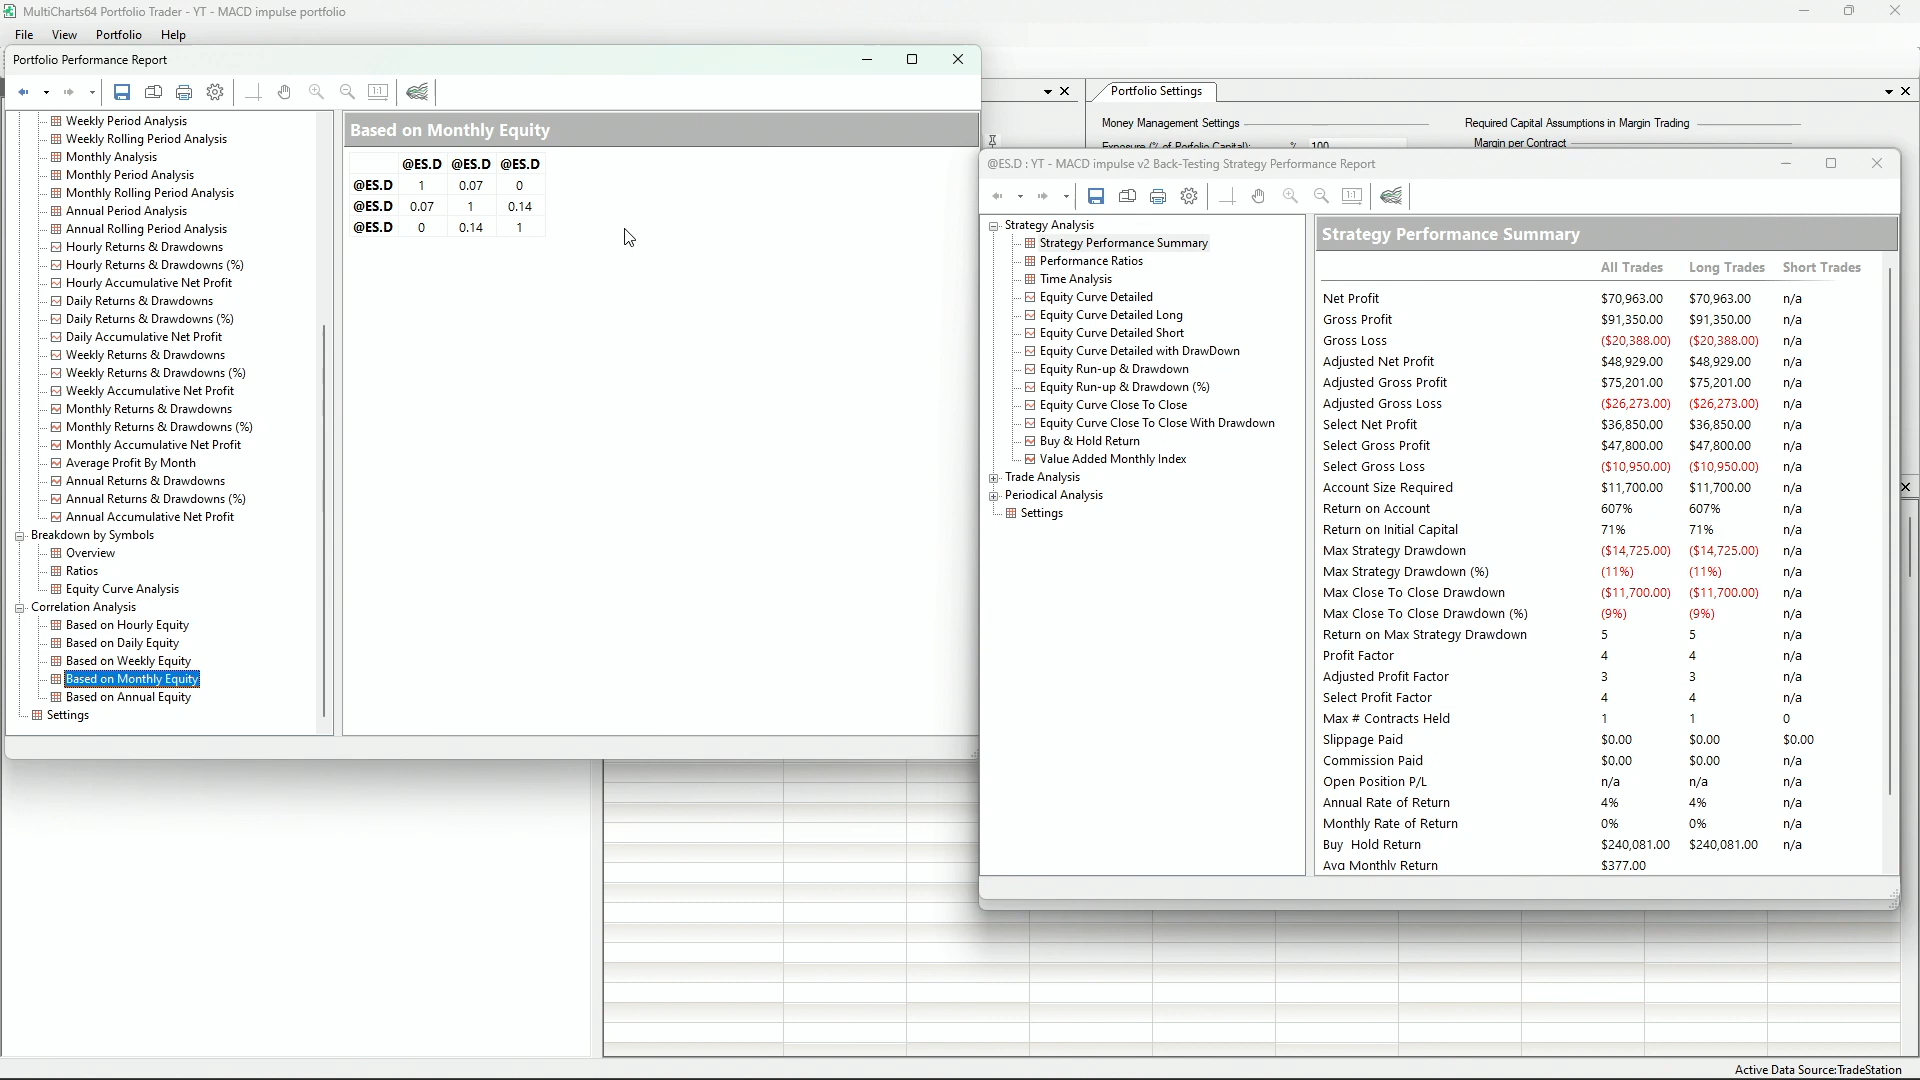 MultiCharts64 Portfolio Trader - YT - MACD impulse portfolio
File View Portfolio Help
Portfolio Performance Report
1:1
Weekly Period Analysis
Weekly Rolling Period Analysis
Monthly Analysis
Monthly Period Analysis
Monthly Rolling Period Analysis
Annual Period Analysis
Annual Rolling Period Analysis
Hourly Returns & Drawdowns
Hourly Returns & Drawdowns (%)
Hourly Accumulative Net Profit
Daily Returns & Drawdowns
Daily Returns & Drawdowns (%)
Daily Accumulative Net Profit
Weekly Returns & Drawdowns
Weekly Returns & Drawdowns (%)
Weekly Accumulative Net Profit
Monthly Returns & Drawdowns
Monthly Returns & Drawdowns (%)
Monthly Accumulative Net Profit
Average Profit By Month
Annual Returns & Drawdowns
Annual Returns & Drawdowns (%)
Annual Accumulative Net Profit
Breakdown by Symbols
Overview
Ratios
Equity Curve Analysis
Correlation Analysis
Based on Hourly Equity
Based on Daily Equity
Based on Weekly Equity
Based on Monthly Equity
Based on Annual Equity
Settings
Based on Monthly Equity
@ES.D @ES.D @ES.D
@ES.D 1 0.07 0
@ES.D 0.07 1 0.14
@ES.D 0 0.14 1
Portfolio Settings
Money Management Settings
Required Capital Assumptions in Margin Trading
Exposure (% of Porfolio Capital): % 100
Margin per Contract
@ES.D : YT - MACD impulse v2 Back-Testing Strategy Performance Report
1:1
Strategy Analysis
Strategy Performance Summary
Performance Ratios
Time Analysis
Equity Curve Detailed
Equity Curve Detailed Long
Equity Curve Detailed Short
Equity Curve Detailed with DrawDown
Equity Run-up & Drawdown
Equity Run-up & Drawdown (%)
Equity Curve Close To Close
Equity Curve Close To Close With Drawdown
Buy & Hold Return
Value Added Monthly Index
Trade Analysis
Periodical Analysis
Settings
Strategy Performance Summary
All Trades Long Trades Short Trades
Net Profit $70,963.00 $70,963.00 n/a
Gross Profit $91,350.00 $91,350.00 n/a
Gross Loss ($20,388.00) ($20,388.00) n/a
Adjusted Net Profit $48,929.00 $48,929.00 n/a
Adjusted Gross Profit $75,201.00 $75,201.00 n/a
Adjusted Gross Loss ($26,273.00) ($26,273.00) n/a
Select Net Profit $36,850.00 $36,850.00 n/a
Select Gross Profit $47,800.00 $47,800.00 n/a
Select Gross Loss ($10,950.00) ($10,950.00) n/a
Account Size Required $11,700.00 $11,700.00 n/a
Return on Account 607% 607% n/a
Return on Initial Capital 71% 71% n/a
Max Strategy Drawdown ($14,725.00) ($14,725.00) n/a
Max Strategy Drawdown (%) (11%) (11%) n/a
Max Close To Close Drawdown ($11,700.00) ($11,700.00) n/a
Max Close To Close Drawdown (%) (9%) (9%) n/a
Return on Max Strategy Drawdown 5 5 n/a
Profit Factor 4 4 n/a
Adjusted Profit Factor 3 3 n/a
Select Profit Factor 4 4 n/a
Max # Contracts Held 1 1 0
Slippage Paid $0.00 $0.00 $0.00
Commission Paid $0.00 $0.00 n/a
Open Position P/L n/a n/a n/a
Annual Rate of Return 4% 4% n/a
Monthly Rate of Return 0% 0% n/a
Buy Hold Return $240,081.00 $240,081.00 n/a
Avg Monthly Return $377.00
Active Data Source:TradeStation